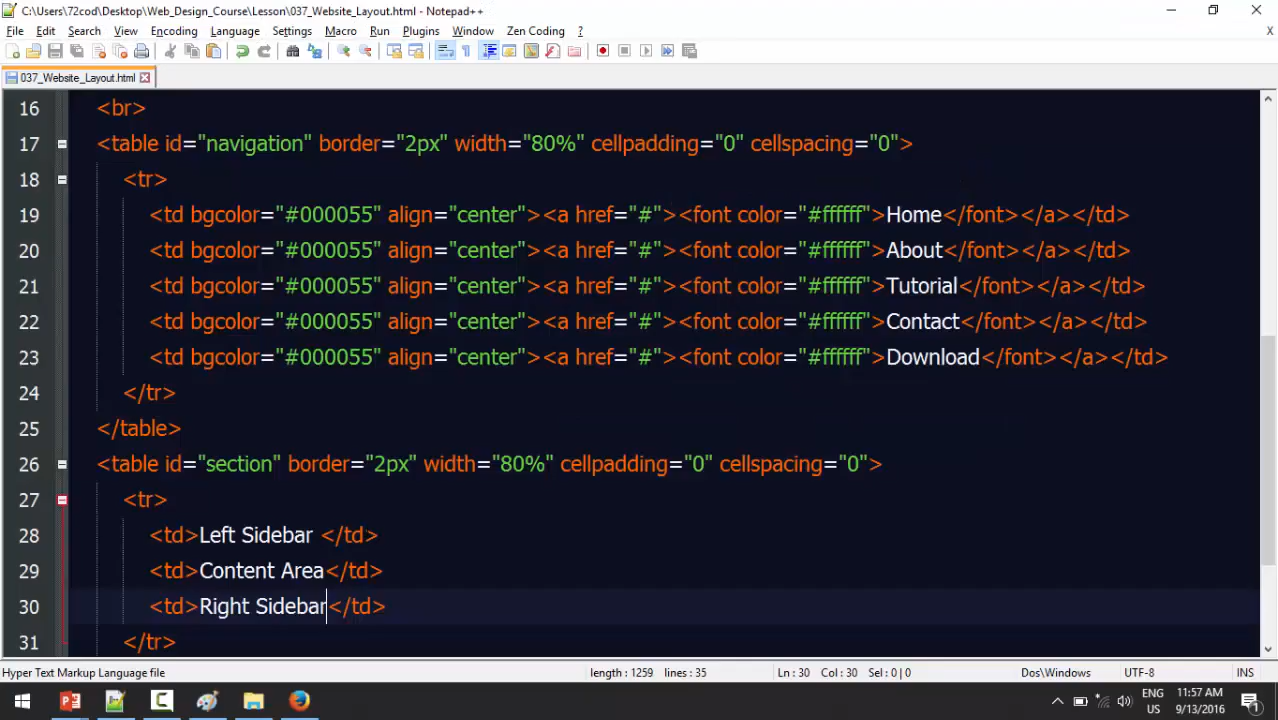 C:\Users\72cod\Desktop\Web_Design_Course\Lesson\037_Website_Layout.html - Notepad++
File Edit Search View Encoding Language Settings Macro Run Plugins Window Zen Coding ? X
037_Website_Layout.html
16 <br>
17 <table id="navigation" border="2px" width="80%" cellpadding="0" cellspacing="0">
18 <tr>
19 <td bgcolor="#000055" align="center"><a href="#"><font color="#ffffff">Home</font></a></td>
20 <td bgcolor="#000055" align="center"><a href="#"><font color="#ffffff">About</font></a></td>
21 <td bgcolor="#000055" align="center"><a href="#"><font color="#ffffff">Tutorial</font></a></td>
22 <td bgcolor="#000055" align="center"><a href="#"><font color="#ffffff">Contact</font></a></td>
23 <td bgcolor="#000055" align="center"><a href="#"><font color="#ffffff">Download</font></a></td>
24 </tr>
25 </table>
26 <table id="section" border="2px" width="80%" cellpadding="0" cellspacing="0">
27 <tr>
28 <td>Left Sidebar </td>
29 <td>Content Area</td>
30 <td>Right Sidebar</td>
31 </tr>
Hyper Text Markup Language file length : 1259 lines : 35 Ln : 30 Col : 30 Sel : 0 | 0 Dos\Windows UTF-8 INS
ENG 11:57 AM
US 9/13/2016